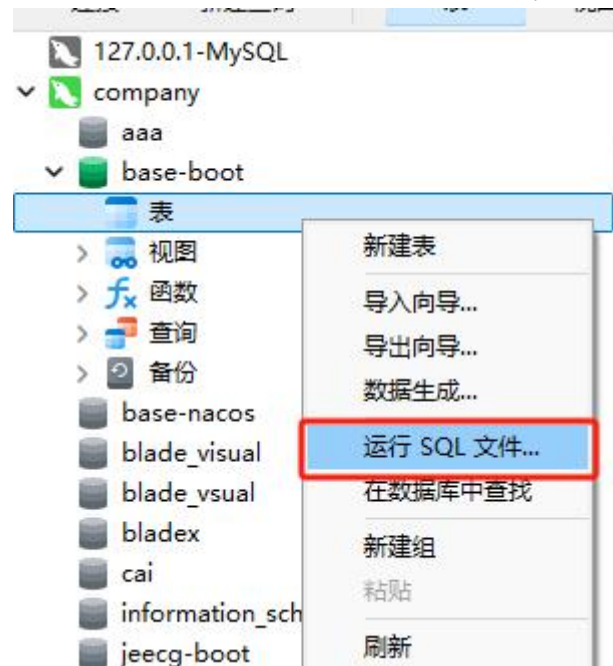 127.0.0.1-MySQL
company
aaa
base-boot
表
视图
函数
查询
备份
base-nacos
blade_visual
blade_vsual
bladex
cai
information_sch
jeecg-boot
新建表
导入向导...
导出向导...
数据生成...
运行 SQL 文件...
在数据库中查找
新建组
粘贴
刷新